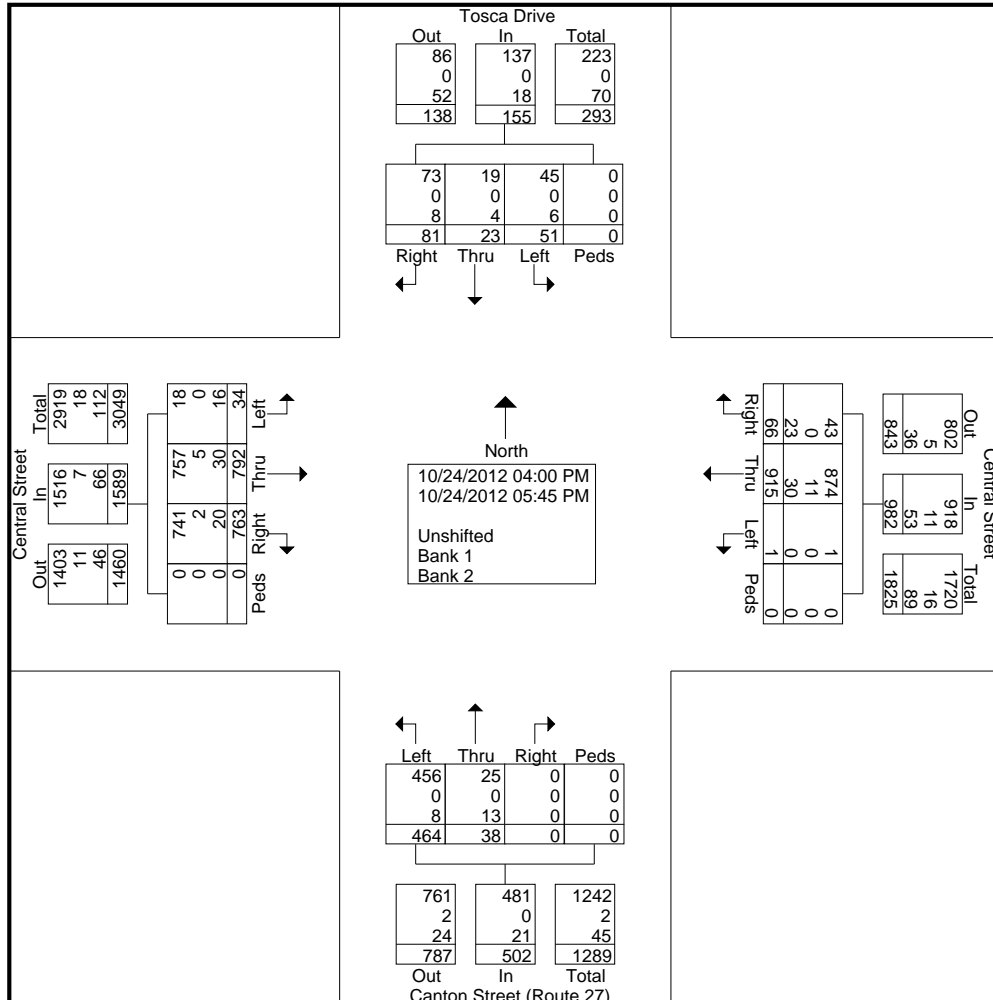 Tosca Drive
Out In Total
86 137 223
0 0 0
52 18 70
138 155 293
73 19 45 0
0 0 0 0
8 4 6 0
81 23 51 0
Right Thru Left Peds
Central Street
Total In Out
2919 1516 1403
18 7 11
112 66 46
3049 1589 1460
18 757 741 0
0 5 2 0
16 30 20 0
34 792 763 0
Left Thru Right Peds
North
10/24/2012 04:00 PM
10/24/2012 05:45 PM
Unshifted
Bank 1
Bank 2
Right Thru Left Peds
66 915 1 0
23 30 0 0
0 11 0 0
43 874 1 0
843 982 1825
36 53 89
5 11 16
802 918 1720
Out In Total
Central Street
Left Thru Right Peds
456 25 0 0
0 0 0 0
8 13 0 0
464 38 0 0
761 481 1242
2 0 2
24 21 45
787 502 1289
Out In Total
Canton Street (Route 27)